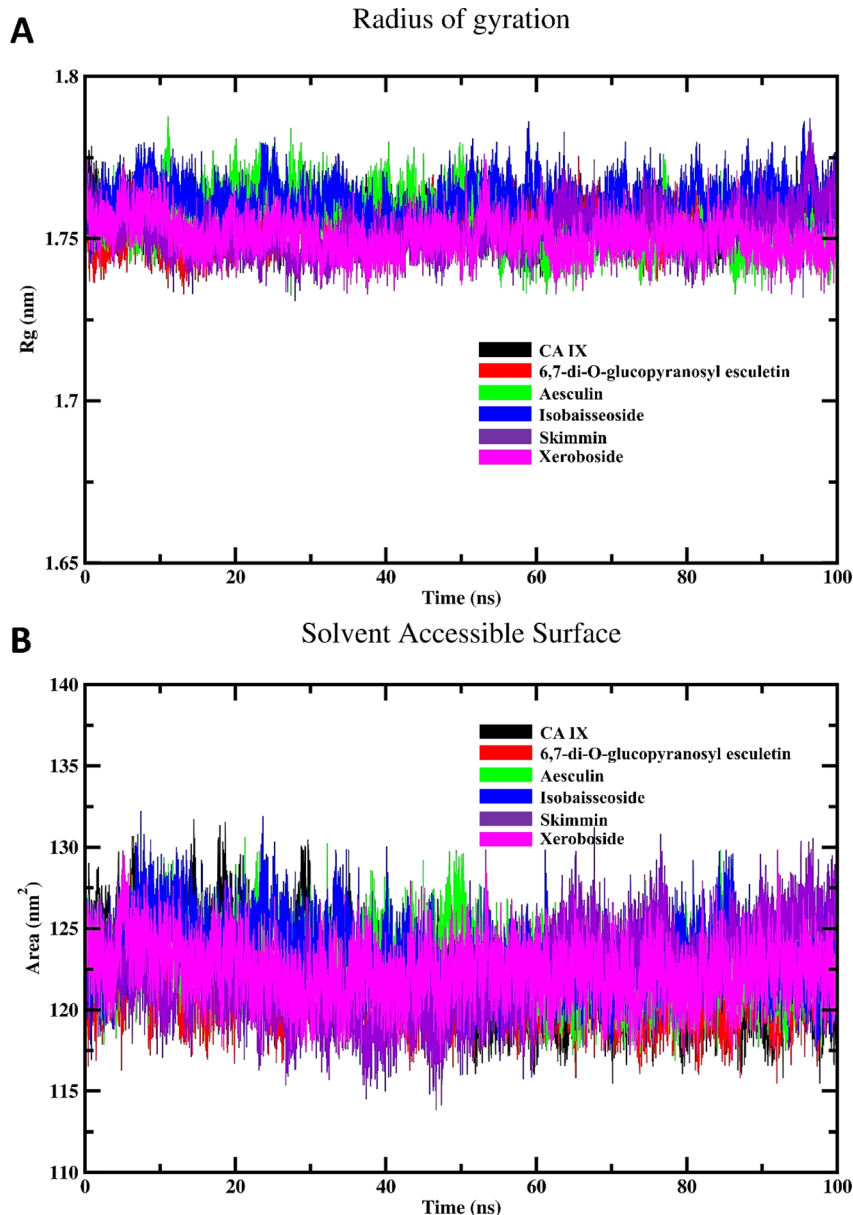 A
Radius of gyration
1.8
1.75
1.7
1.65
Rg (nm)
CA IX
6,7-di-O-glucopyranosyl esculetin
Aesculin
Isobaisseoside
Skimmin
Xeroboside
0 20 40 60 80 100
Time (ns)
B
Solvent Accessible Surface
140
135
130
125
120
115
110
Area (nm²)
CA IX
6,7-di-O-glucopyranosyl esculetin
Aesculin
Isobaisseoside
Skimmin
Xeroboside
0 20 40 60 80 100
Time (ns)